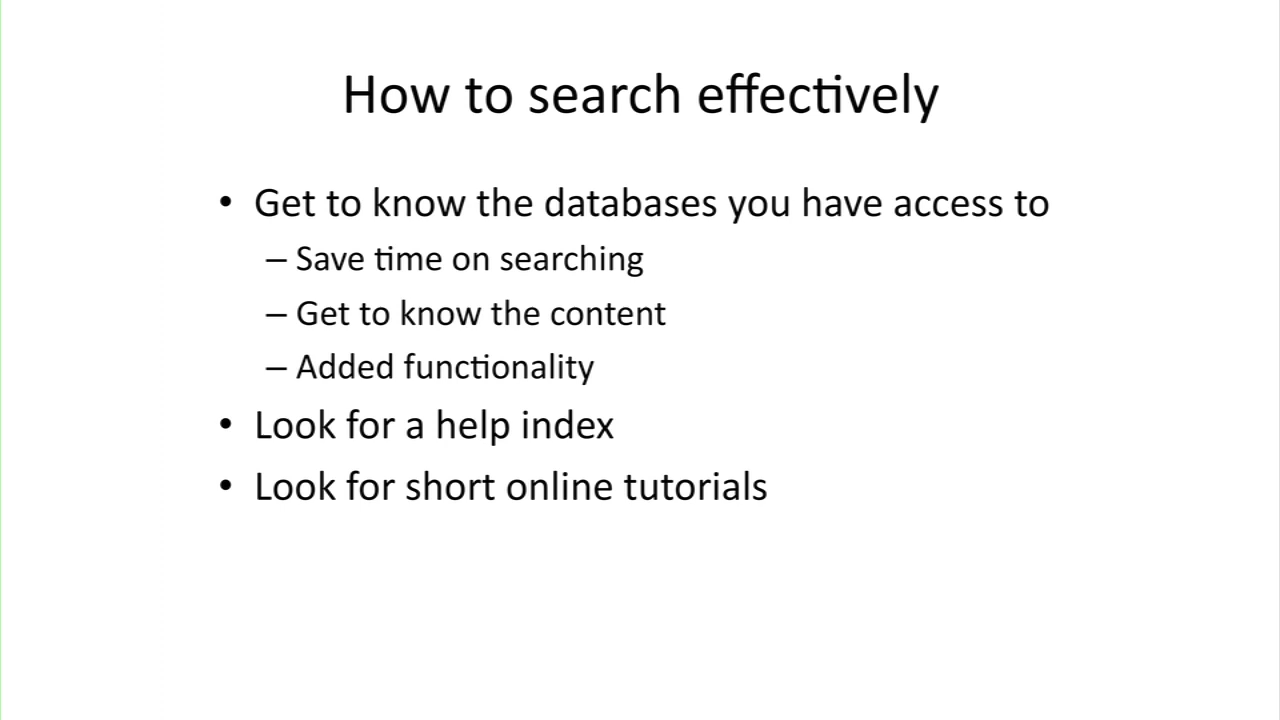 How to search effectively
• Get to know the databases you have access to
– Save time on searching
– Get to know the content
– Added functionality
• Look for a help index
• Look for short online tutorials